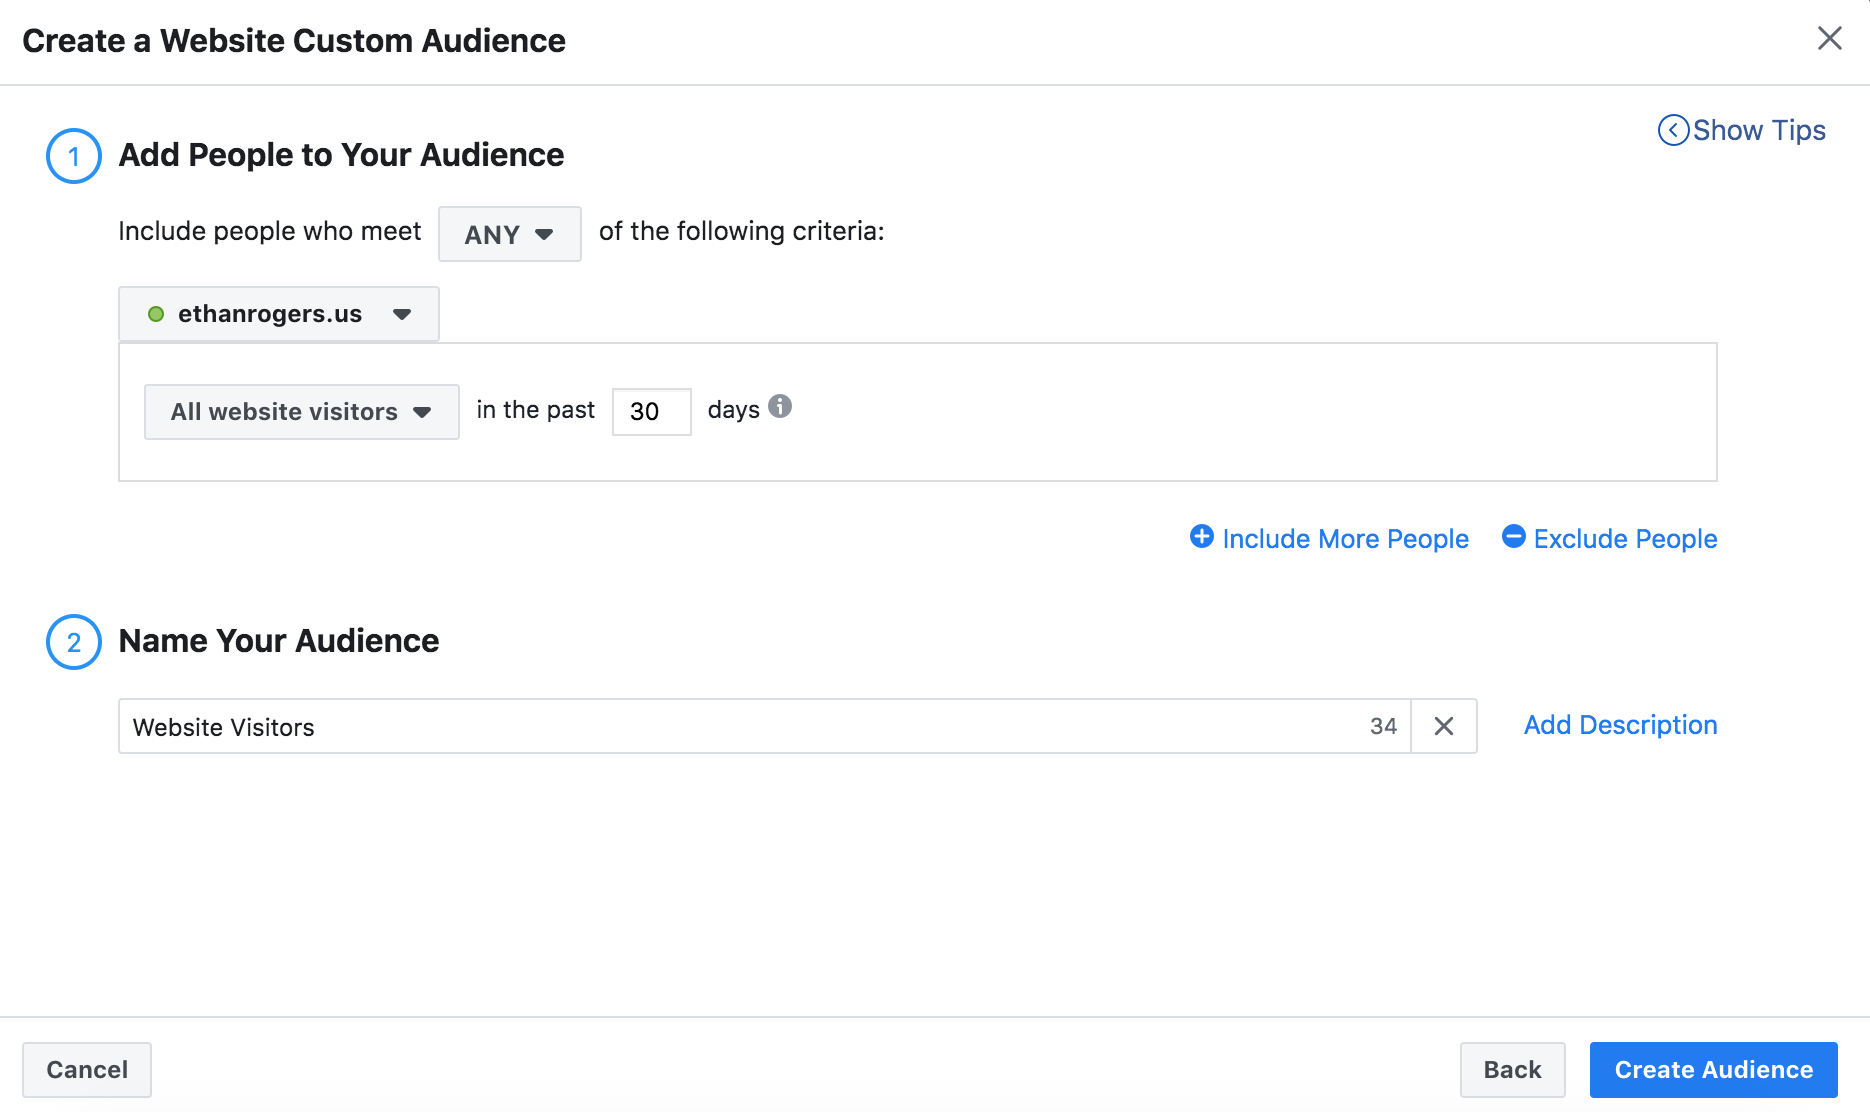 Create a Website Custom Audience
Show Tips
1 Add People to Your Audience
Include people who meet ANY of the following criteria:
ethanrogers.us
All website visitors in the past 30 days
Include More People Exclude People
2 Name Your Audience
Website Visitors 34 Add Description
Cancel Back Create Audience